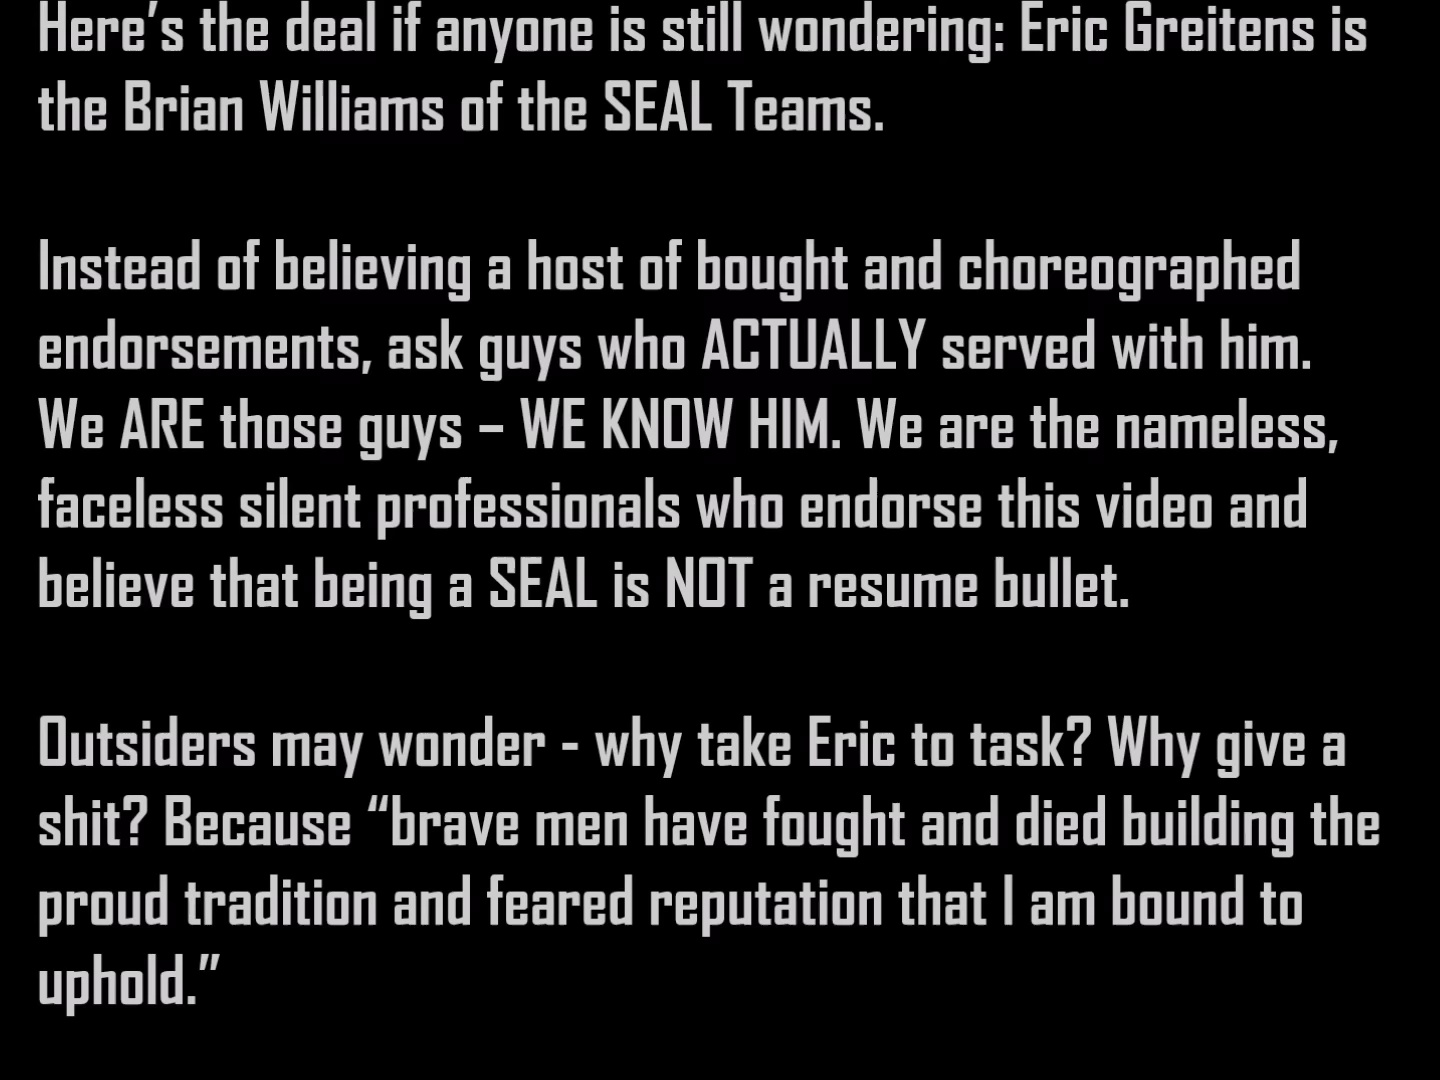 Here’s the deal if anyone is still wondering: Eric Greitens is
the Brian Williams of the SEAL Teams.
Instead of believing a host of bought and choreographed
endorsements, ask guys who ACTUALLY served with him.
We ARE those guys – WE KNOW HIM. We are the nameless,
faceless silent professionals who endorse this video and
believe that being a SEAL is NOT a resume bullet.
Outsiders may wonder - why take Eric to task? Why give a
shit? Because “brave men have fought and died building the
proud tradition and feared reputation that I am bound to
uphold.”